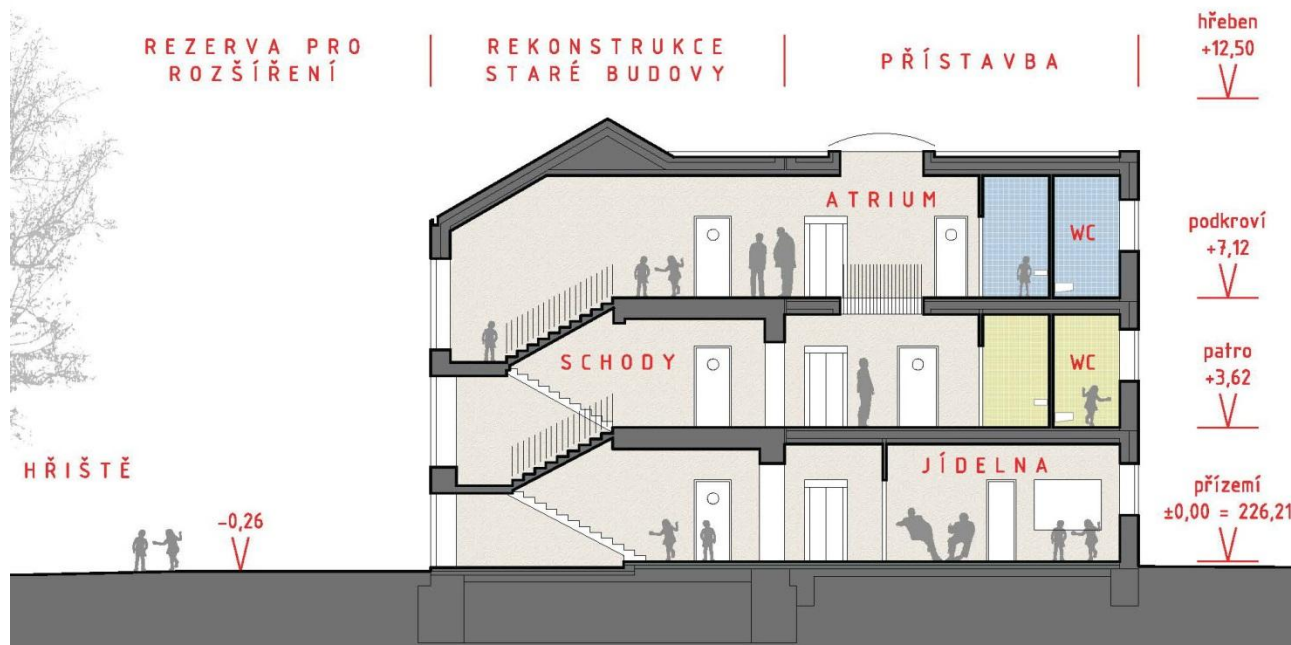 REZERVA PRO
ROZŠÍŘENÍ
REKONSTRUKCE
STARÉ BUDOVY
PŘÍSTAVBA
hřeben
+12,50
ATRIUM
WC
podkroví
+7,12
SCHODY
WC
patro
+3,62
HŘIŠTĚ
-0,26
JÍDELNA
přízemí
±0,00 = 226,21